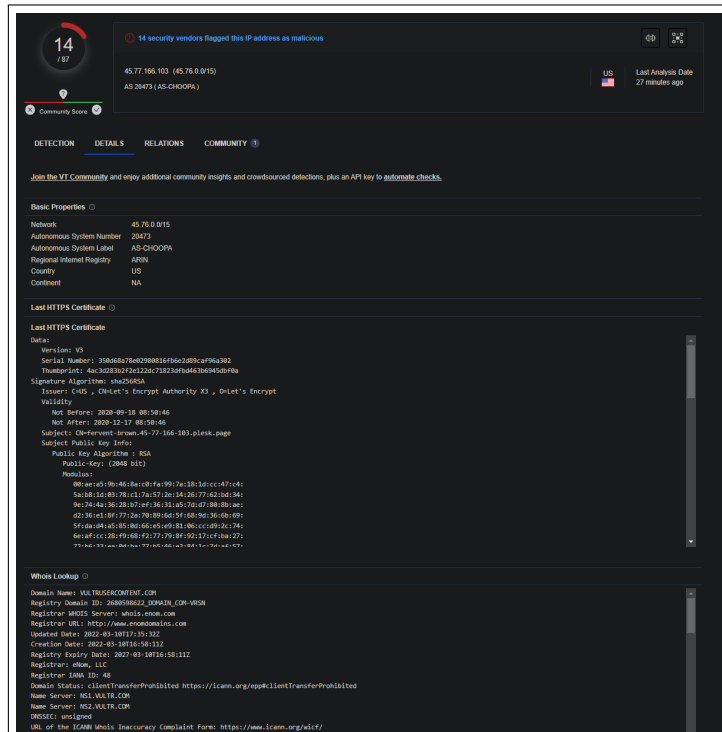 14
/ 87
14 security vendors flagged this IP address as malicious
45.77.166.103 (45.76.0.0/15)
AS 20473 ( AS-CHOOPA )
US
Last Analysis Date
27 minutes ago
Community Score
DETECTION DETAILS RELATIONS COMMUNITY 1
Join the VT Community and enjoy additional community insights and crowdsourced detections, plus an API key to automate checks.
Basic Properties
Network 45.76.0.0/15
Autonomous System Number 20473
Autonomous System Label AS-CHOOPA
Regional Internet Registry ARIN
Country US
Continent NA
Last HTTPS Certificate
Last HTTPS Certificate
Data:
Version: V3
Serial Number: 350d68a78e02980816fb6e2d89caf96a302
Thumbprint: 4ac3d283b2f2e122dc71823dfbd463b6945dbf0a
Signature Algorithm: sha256RSA
Issuer: C=US , CN=Let's Encrypt Authority X3 , O=Let's Encrypt
Validity
Not Before: 2020-09-18 08:50:46
Not After: 2020-12-17 08:50:46
Subject: CN=fervent-brown.45-77-166-103.plesk.page
Subject Public Key Info:
Public Key Algorithm : RSA
Public-Key: (2048 bit)
Modulus:
00:ae:a5:9b:46:8a:c0:fa:99:7a:18:1d:cc:47:c4:
5a:b8:1d:03:78:c1:7a:57:2e:14:26:77:62:bd:34:
9e:74:4a:36:28:b7:ef:36:31:a5:7d:d7:80:8b:ae:
d2:36:e1:8f:77:2a:70:89:6d:5f:68:9d:36:6b:69:
5f:da:d4:a5:85:0d:66:e5:e9:81:06:cc:d9:2c:74:
6e:af:cc:28:f9:68:f2:77:79:8f:92:17:cf:ba:27:
Whois Lookup
Domain Name: VULTRUSERCONTENT.COM
Registry Domain ID: 2680598622_DOMAIN_COM-VRSN
Registrar WHOIS Server: whois.enom.com
Registrar URL: http://www.enomdomains.com
Updated Date: 2022-03-10T17:35:32Z
Creation Date: 2022-03-10T16:58:11Z
Registry Expiry Date: 2027-03-10T16:58:11Z
Registrar: eNom, LLC
Registrar IANA ID: 48
Domain Status: clientTransferProhibited https://icann.org/epp#clientTransferProhibited
Name Server: NS1.VULTR.COM
Name Server: NS2.VULTR.COM
DNSSEC: unsigned
URL of the ICANN Whois Inaccuracy Complaint Form: https://www.icann.org/wicf/